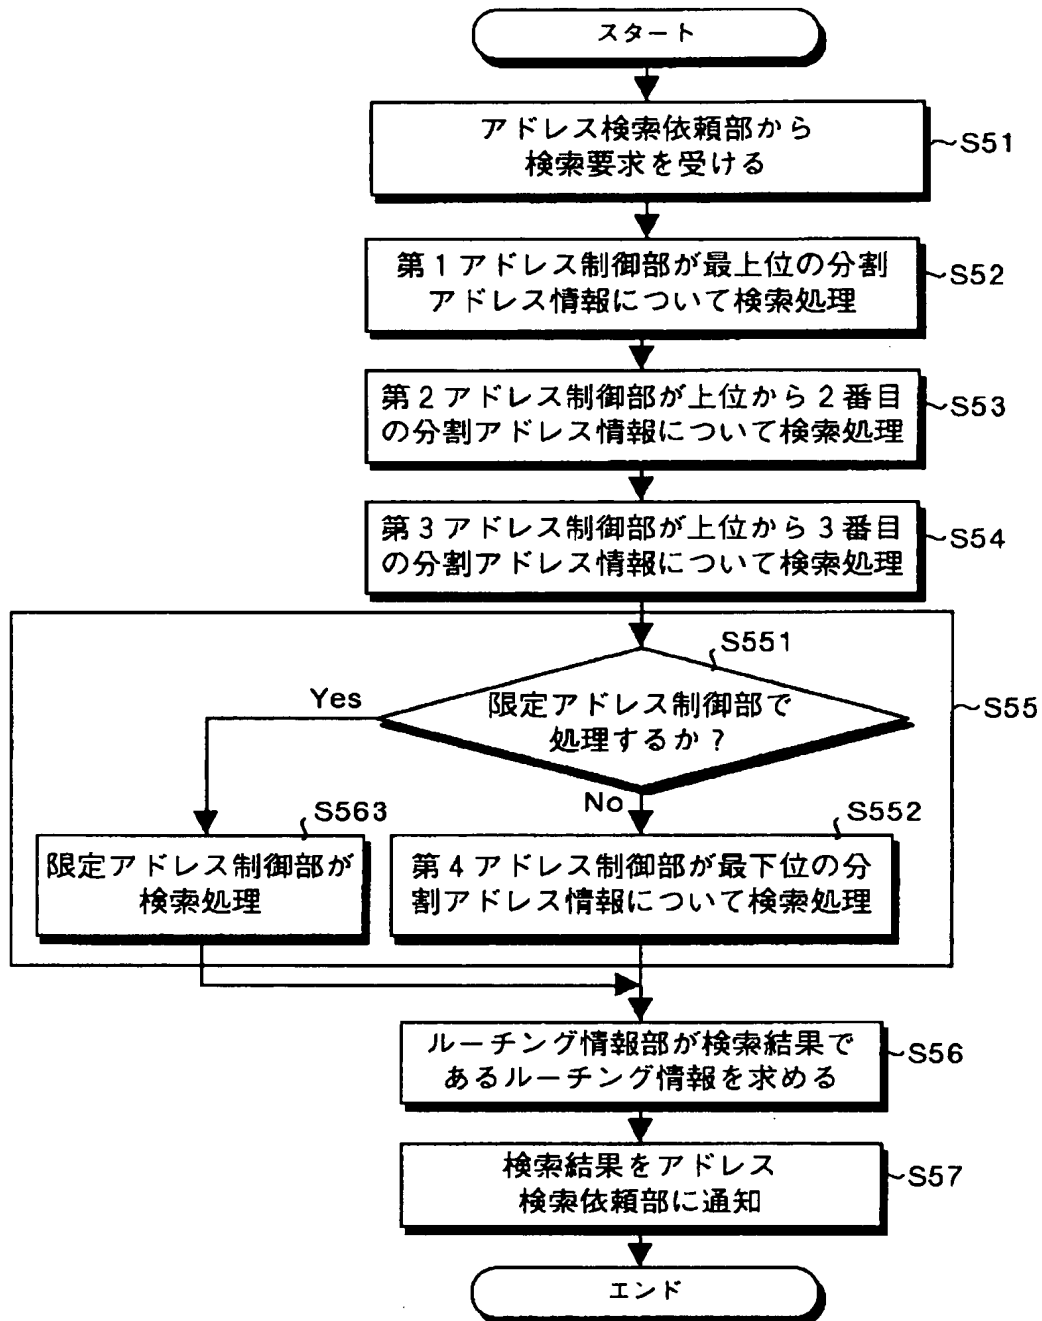 スタート
アドレス検索依頼部から
検索要求を受ける
S51
第1アドレス制御部が最上位の分割
アドレス情報について検索処理
S52
第2アドレス制御部が上位から2番目
の分割アドレス情報について検索処理
S53
第3アドレス制御部が上位から3番目
の分割アドレス情報について検索処理
S54
S551
限定アドレス制御部で
処理するか？
Yes
No
S55
S563
限定アドレス制御部が
検索処理
S552
第4アドレス制御部が最下位の分
割アドレス情報について検索処理
ルーチング情報部が検索結果で
あるルーチング情報を求める
S56
検索結果をアドレス
検索依頼部に通知
S57
エンド